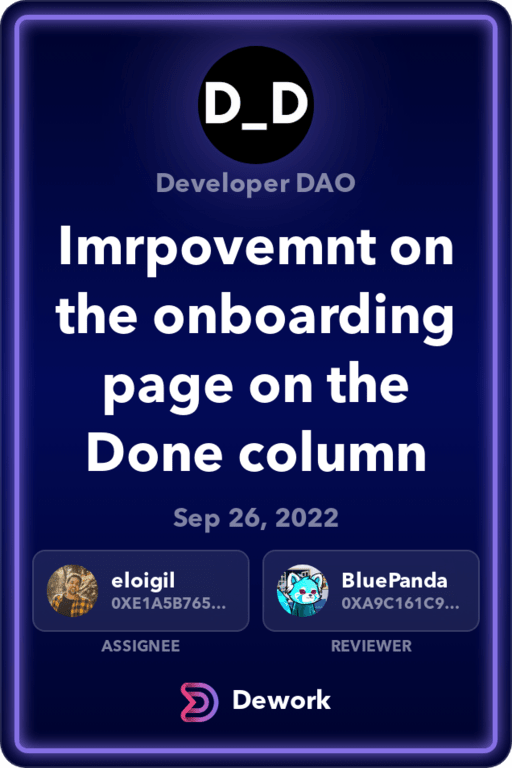 D_D
Developer DAO
Imrpovemnt on
the onboarding
page on the
Done column
Sep 26, 2022
eloigil
0XE1A5B765...
BluePanda
0XA9C161C9...
ASSIGNEE
REVIEWER
Dework